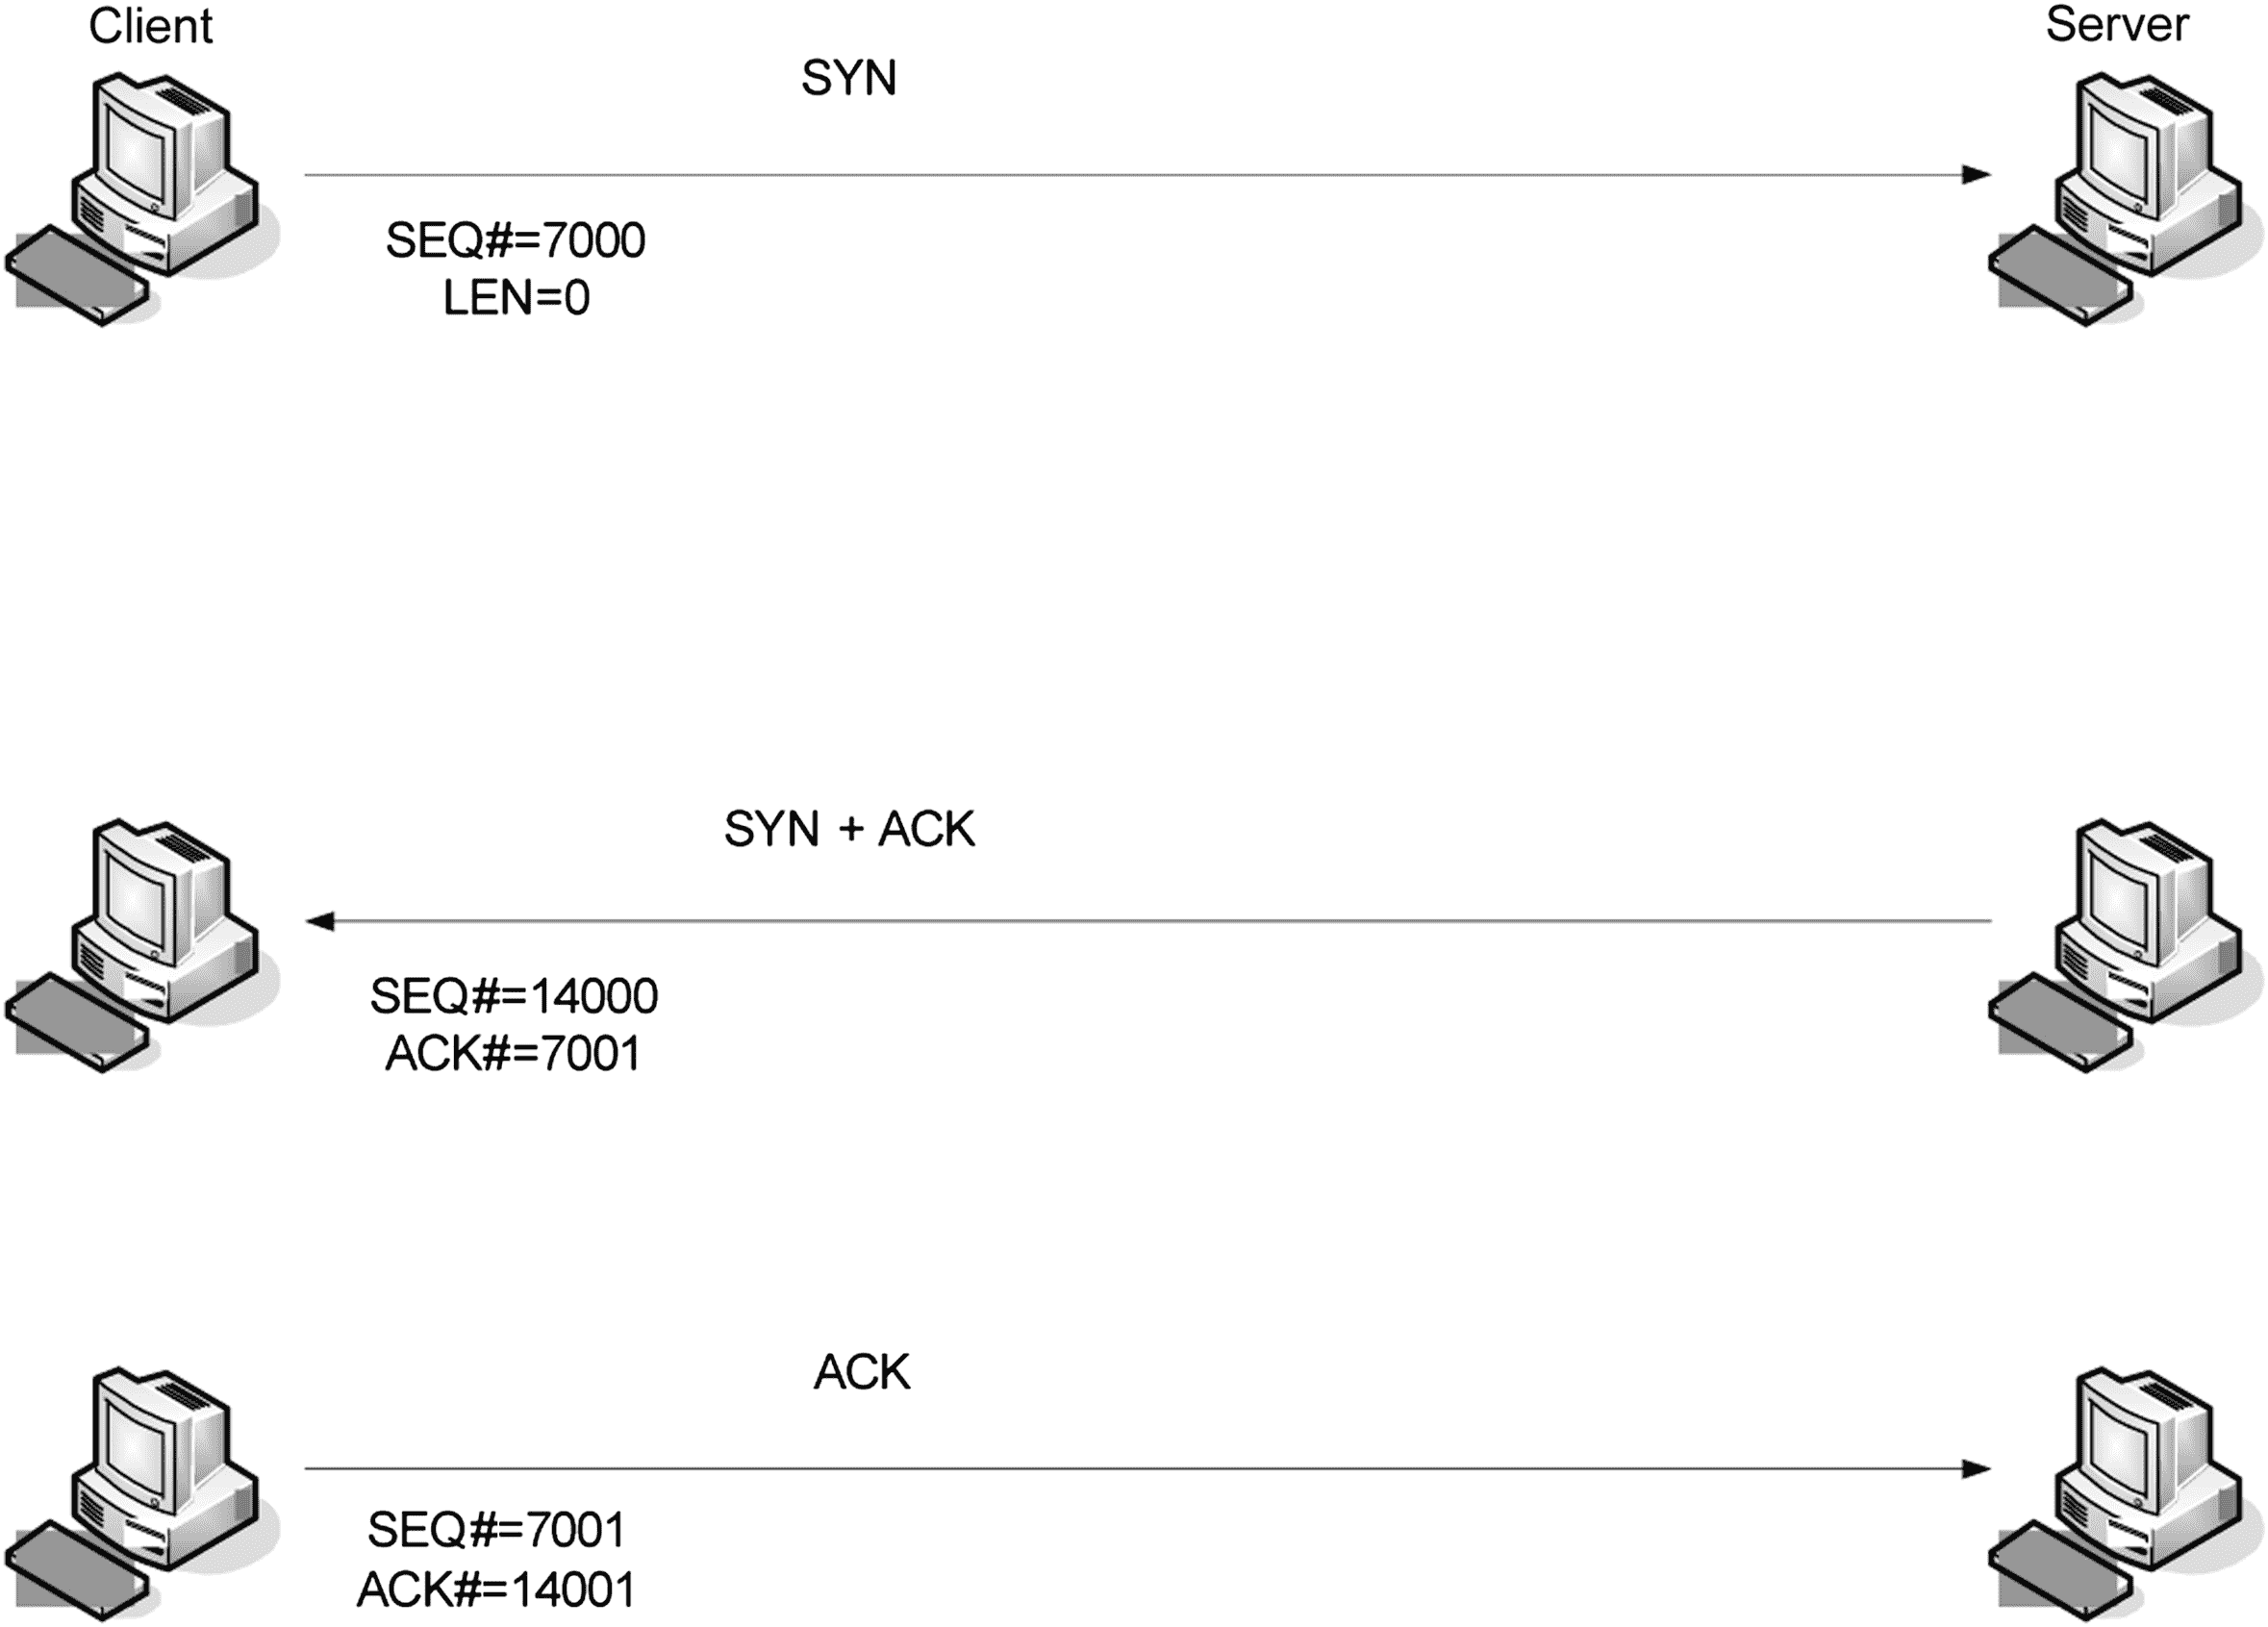 Client
Server
SYN
SEQ#=7000
LEN=0
SYN + ACK
SEQ#=14000
ACK#=7001
ACK
SEQ#=7001
ACK#=14001